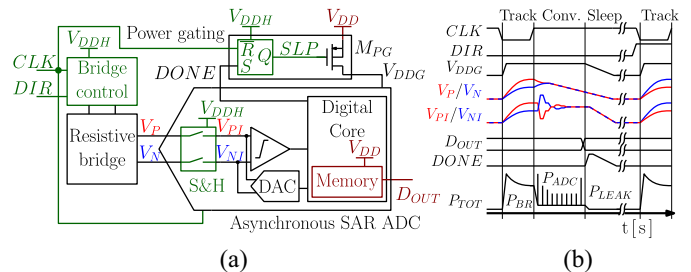 Power gating
V_DDH
V_DD
CLK
V_DDH
R̅ Q
S
SLP
M_PG
DIR
Bridge control
DONE
V_DDG
V_DDH
Digital Core
Resistive bridge
V_P
V_PI
V_N
V_NI
V_DD
Memory
S&H
DAC
D_OUT
Asynchronous SAR ADC
(a)
Track Conv. Sleep Track
CLK
DIR
V_DDG
V_P/V_N
V_PI/V_NI
D_OUT
DONE
P_TOT
P_BR
P_ADC
P_LEAK
t[s]
(b)